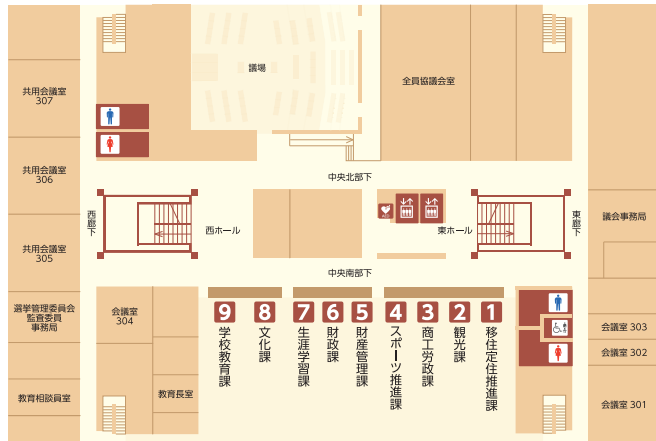 議場
全員協議会室
共用会議室
307
共用会議室
306
共用会議室
305
中央北部下
西廊下
西ホール
東ホール
東廊下
議会事務局
中央南部下
選挙管理委員会
監査委員
事務局
会議室
304
教育長室
教育相談員室
9
学校教育課
8
文化課
7
生涯学習課
6
財政課
5
財産管理課
4
スポーツ推進課
3
商工労政課
2
観光課
1
移住定住推進課
会議室 303
会議室 302
会議室 301